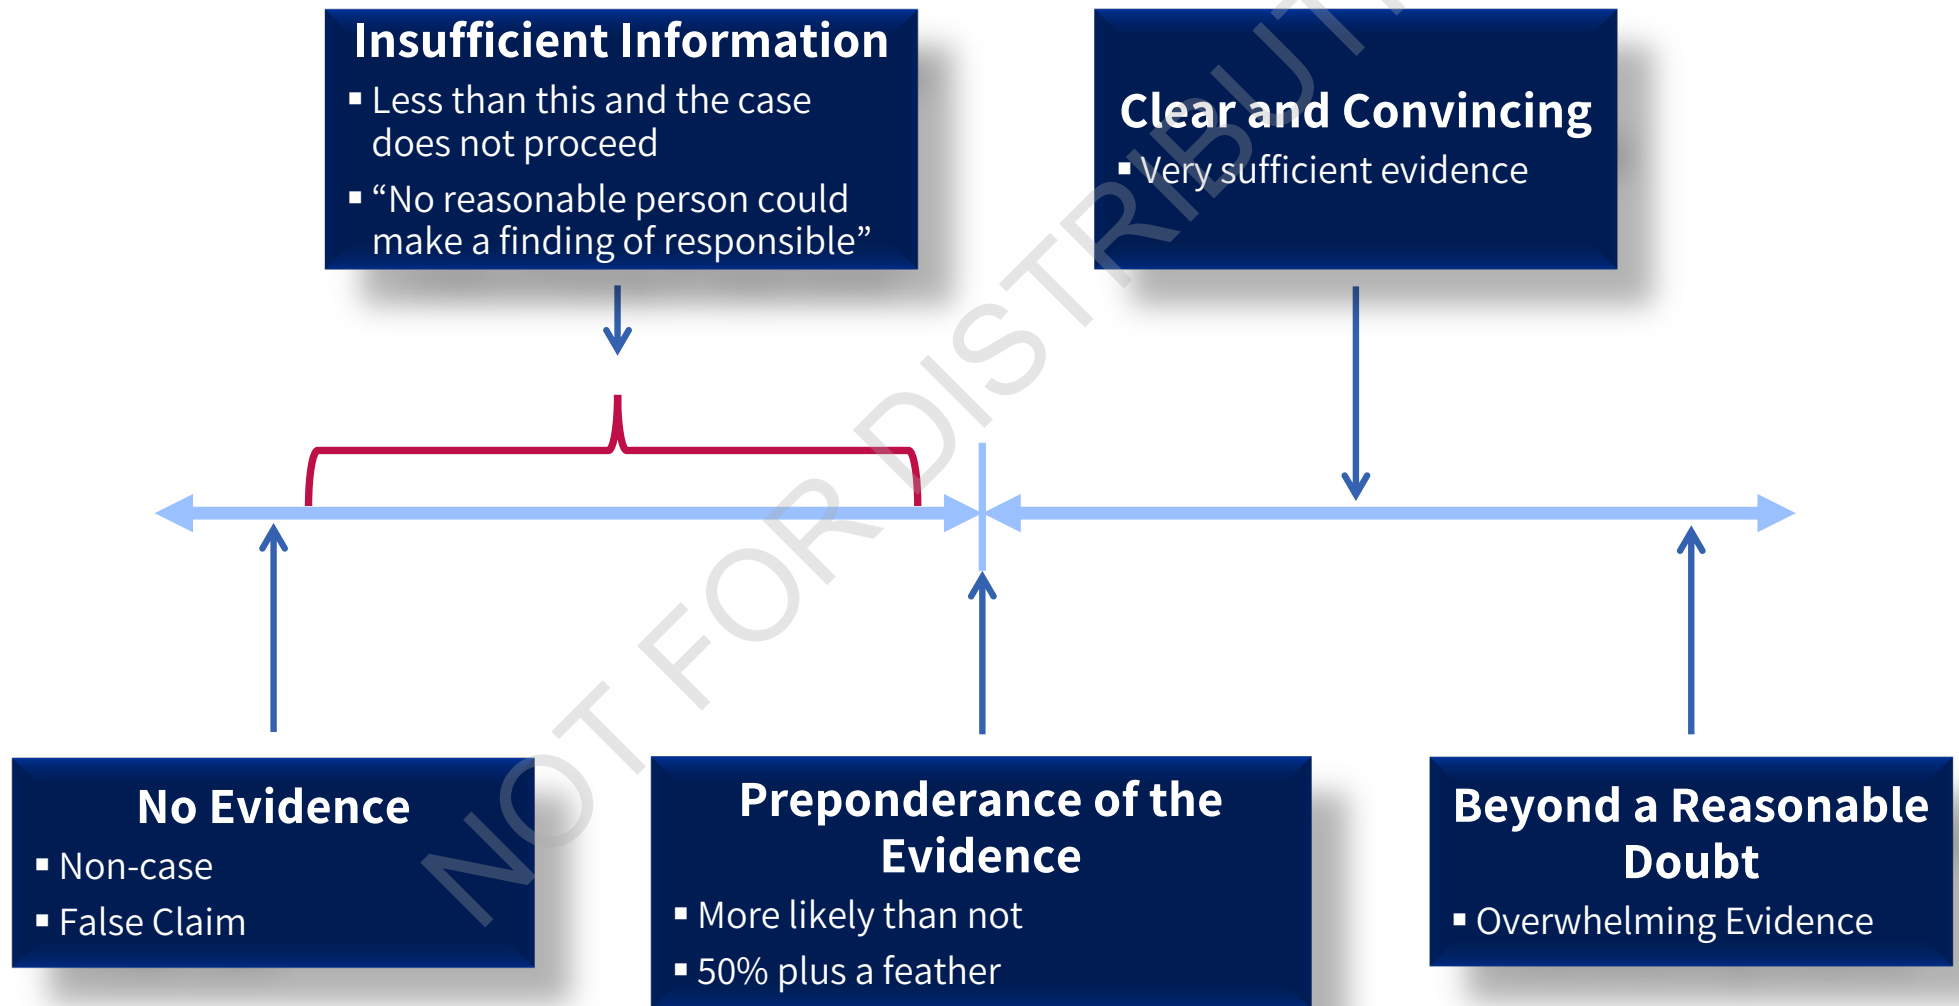 Insufficient Information
▪ Less than this and the case
does not proceed
▪ “No reasonable person could
make a finding of responsible”
Clear and Convincing
▪ Very sufficient evidence
No Evidence
▪ Non-case
▪ False Claim
Preponderance of the
Evidence
▪ More likely than not
▪ 50% plus a feather
Beyond a Reasonable
Doubt
▪ Overwhelming Evidence
NOT FOR DISTRIBUT